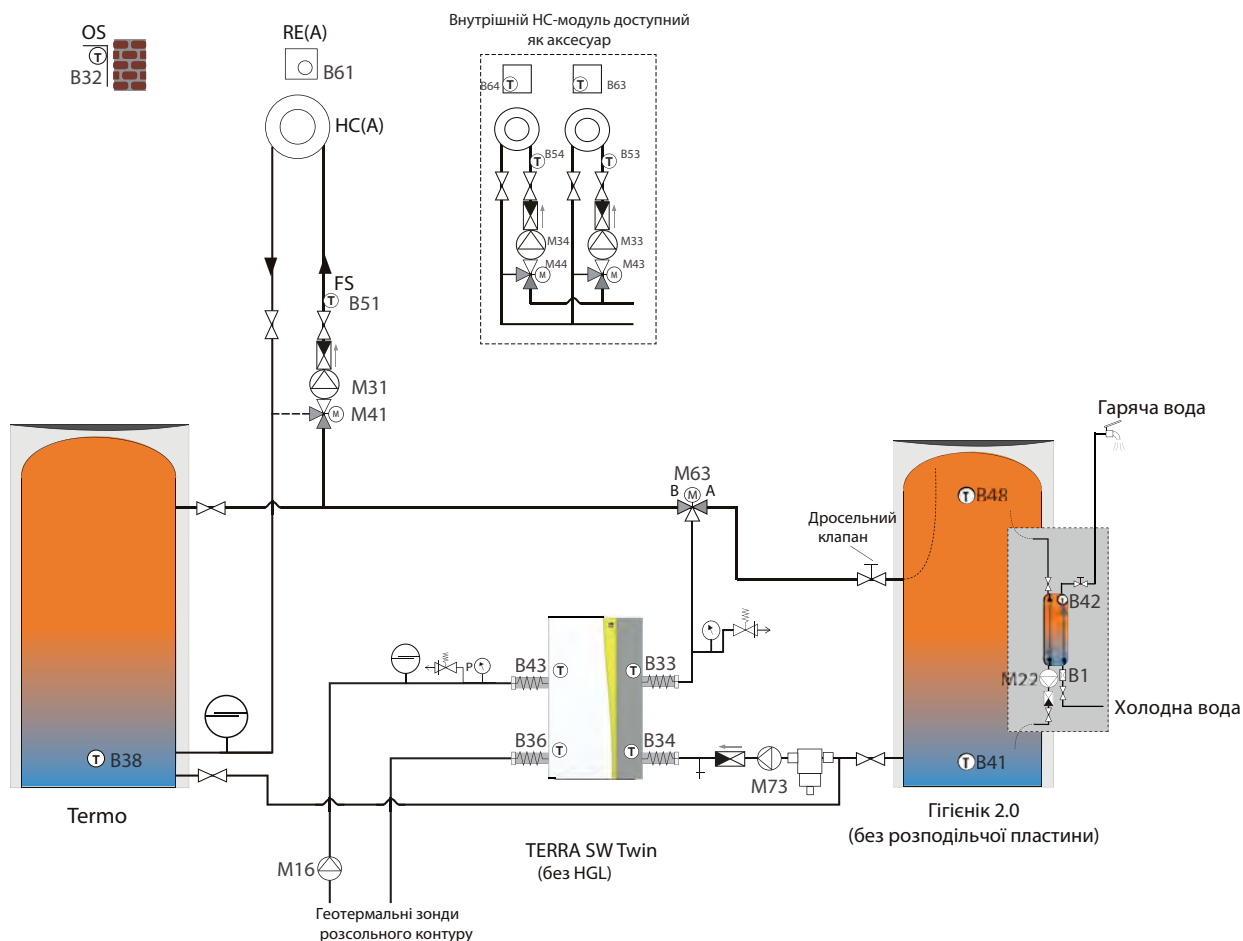 Внутрішній НС-модуль доступний
як аксесуар
OS
T
B32
RE(A)
B61
HC(A)
B64
T
T
B63
T
B54
T
B53
M34
M33
M44
M
M43
M
FS
T
B51
M31
M
M41
Гаряча вода
M63
B
M
A
T
B48
Дросельний
клапан
T
B42
M22
B1
Холодна вода
P
B43
T
T
B33
B36
T
T
B34
M73
T
B38
T
B41
Termo
Гігієнік 2.0
(без розподільчої пластини)
TERRA SW Twin
(без HGL)
M16
Геотермальні зонди
розсольного контуру